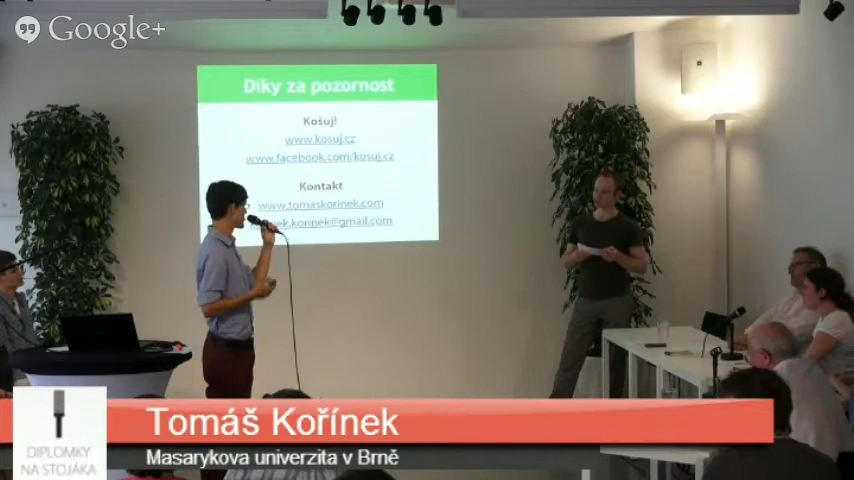 Google+
Díky za pozornost
Košuj!
www.kosuj.cz
www.facebook.com/kosuj.cz
Kontakt
www.tomaskorinek.com
nek.korinek@gmail.com
Tomáš Kořínek
Masarykova univerzita v Brně
DIPLOMKY
NA STOJÁKA